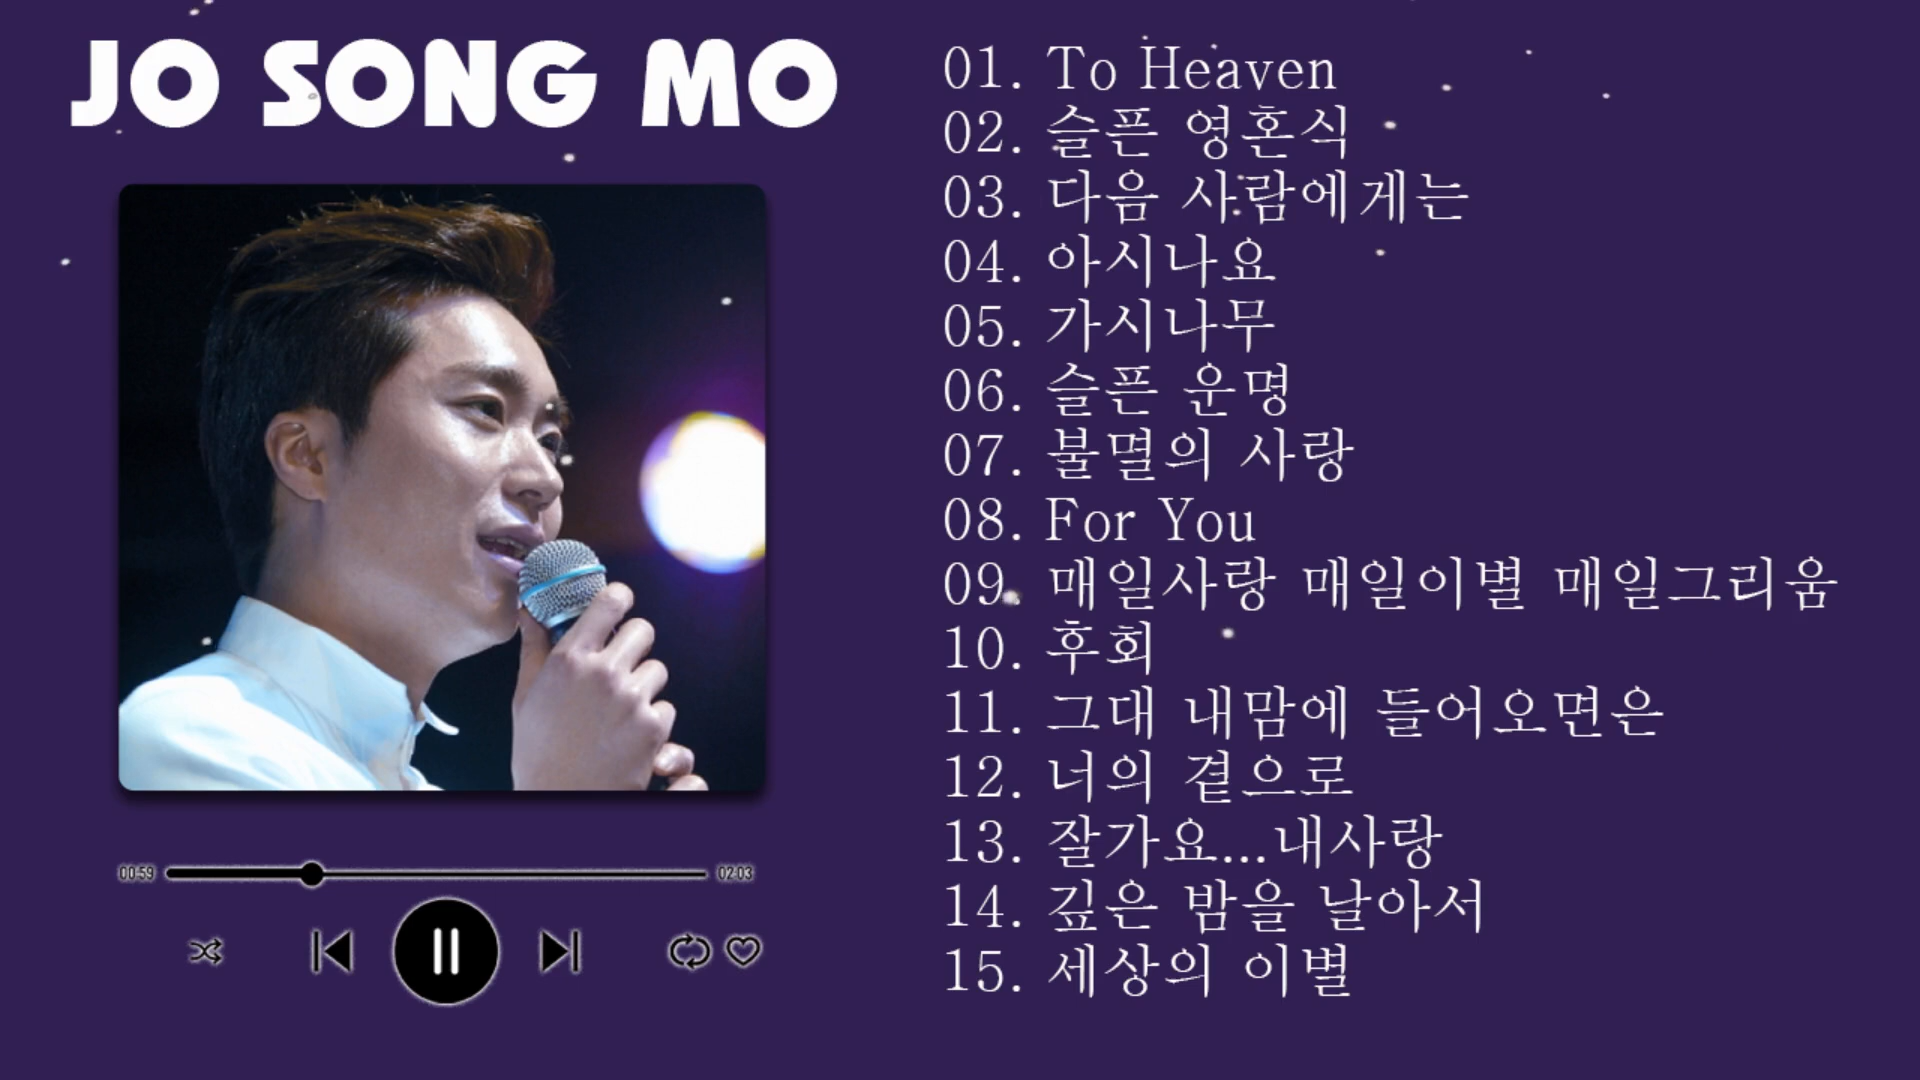 JO SONG MO
01. To Heaven
02. 슬픈 영혼식
03. 다음 사람에게는
04. 아시나요
05. 가시나무
06. 슬픈 운명
07. 불멸의 사랑
08. For You
09. 매일사랑 매일이별 매일그리움
10. 후회
11. 그대 내맘에 들어오면은
12. 너의 곁으로
13. 잘가요...내사랑
14. 깊은 밤을 날아서
15. 세상의 이별
00:59
02:03